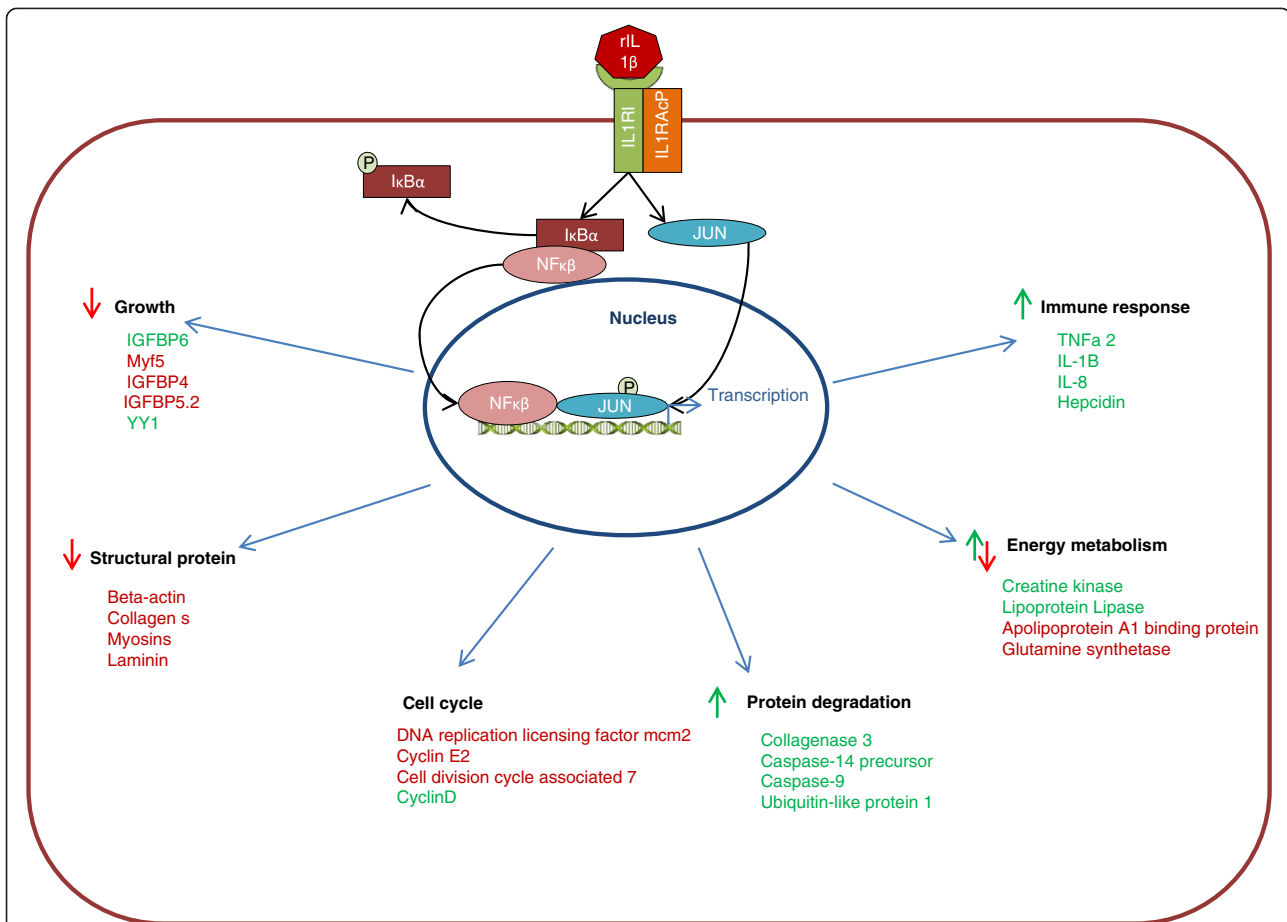 rIL
1β
IL1RI
IL1RAcP
P
IκBα
IκBα
JUN
NFκβ
Nucleus
P
NFκβ
JUN
Transcription
Growth
IGFBP6
Myf5
IGFBP4
IGFBP5.2
YY1
Immune response
TNFa 2
IL-1B
IL-8
Hepcidin
Structural protein
Beta-actin
Collagen s
Myosins
Laminin
Energy metabolism
Creatine kinase
Lipoprotein Lipase
Apolipoprotein A1 binding protein
Glutamine synthetase
Cell cycle
DNA replication licensing factor mcm2
Cyclin E2
Cell division cycle associated 7
CyclinD
Protein degradation
Collagenase 3
Caspase-14 precursor
Caspase-9
Ubiquitin-like protein 1